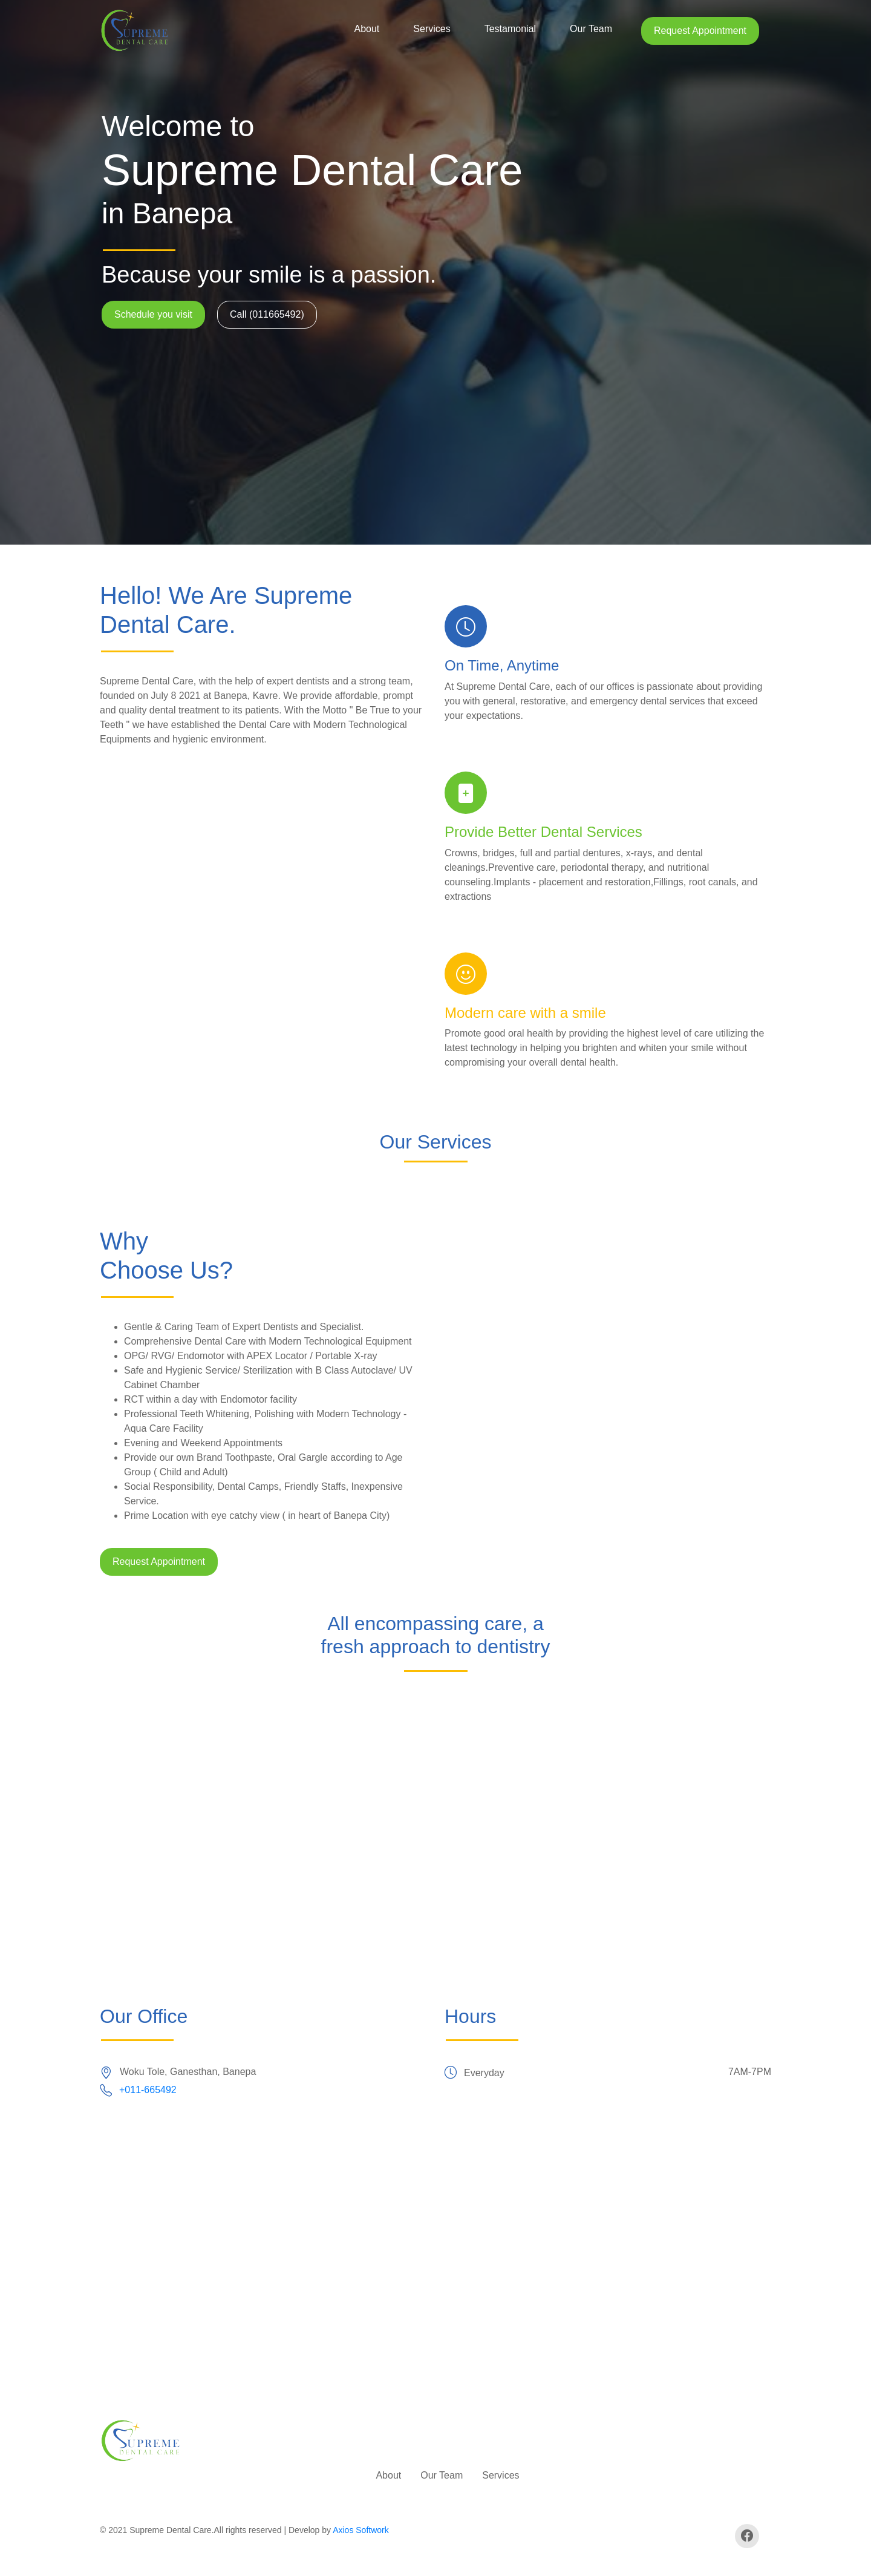 SUPREME
DENTAL CARE
About
Services
Testamonial
Our Team
Request Appointment
Welcome to
Supreme Dental Care
in Banepa
Because your smile is a passion.
Schedule you visit
Call (011665492)
Hello! We Are Supreme
Dental Care.
Supreme Dental Care, with the help of expert dentists and a strong team,
founded on July 8 2021 at Banepa, Kavre. We provide affordable, prompt
and quality dental treatment to its patients. With the Motto " Be True to your
Teeth " we have established the Dental Care with Modern Technological
Equipments and hygienic environment.
On Time, Anytime
At Supreme Dental Care, each of our offices is passionate about providing
you with general, restorative, and emergency dental services that exceed
your expectations.
Provide Better Dental Services
Crowns, bridges, full and partial dentures, x-rays, and dental
cleanings.Preventive care, periodontal therapy, and nutritional
counseling.Implants - placement and restoration,Fillings, root canals, and
extractions
Modern care with a smile
Promote good oral health by providing the highest level of care utilizing the
latest technology in helping you brighten and whiten your smile without
compromising your overall dental health.
Our Services
Why
Choose Us?
• Gentle & Caring Team of Expert Dentists and Specialist.
• Comprehensive Dental Care with Modern Technological Equipment
• OPG/ RVG/ Endomotor with APEX Locator / Portable X-ray
• Safe and Hygienic Service/ Sterilization with B Class Autoclave/ UV
Cabinet Chamber
• RCT within a day with Endomotor facility
• Professional Teeth Whitening, Polishing with Modern Technology -
Aqua Care Facility
• Evening and Weekend Appointments
• Provide our own Brand Toothpaste, Oral Gargle according to Age
Group ( Child and Adult)
• Social Responsibility, Dental Camps, Friendly Staffs, Inexpensive
Service.
• Prime Location with eye catchy view ( in heart of Banepa City)
Request Appointment
All encompassing care, a
fresh approach to dentistry
Our Office
Woku Tole, Ganesthan, Banepa
+011-665492
Hours
Everyday 7AM-7PM
SUPREME
DENTAL CARE
About
Our Team
Services
© 2021 Supreme Dental Care.All rights reserved | Develop by Axios Softwork